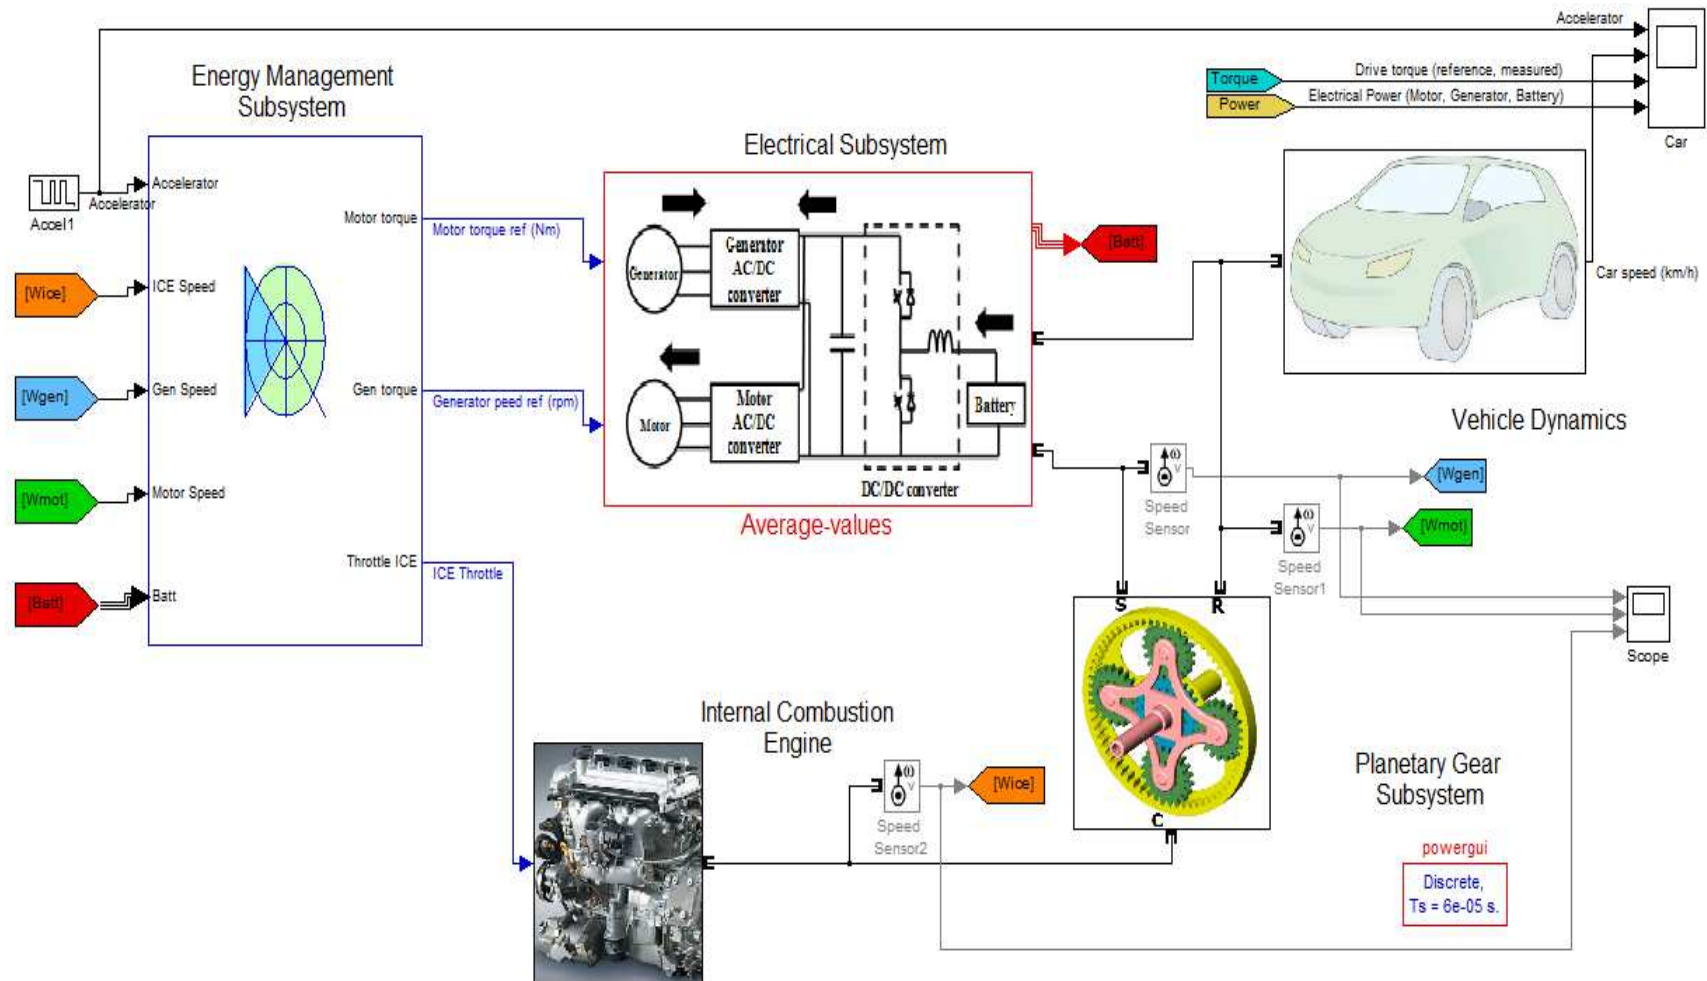 Accelerator
Energy Management
Subsystem
Torque
Drive torque (reference, measured)
Power
Electrical Power (Motor, Generator, Battery)
Car
Electrical Subsystem
Accelerator
Accelerator
Accel1
Motor torque
Motor torque ref (Nm)
Generator
Generator
AC/DC
converter
[Batt]
Car speed (km/h)
[Wice]
ICE Speed
[Wgen]
Gen Speed
Gen torque
Generator peed ref (rpm)
Motor
Motor
AC/DC
converter
Battery
DC/DC converter
Average-values
Vehicle Dynamics
[Wmot]
Motor Speed
ω
V
Speed
Sensor
[Wgen]
ω
V
Speed
Sensor1
[Wmot]
Throttle ICE
ICE Throttle
[Batt]
Batt
S
R
C
Scope
Internal Combustion
Engine
ω
V
Speed
Sensor2
[Wice]
Planetary Gear
Subsystem
powergui
Discrete,
Ts = 6e-05 s.